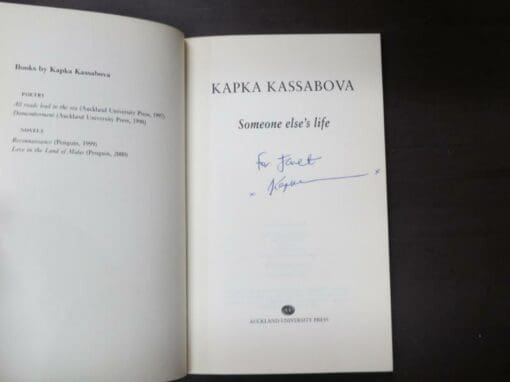 Books by Kapka Kassabova
POETRY
All roads lead to the sea (Auckland University Press, 1997)
Dismemberment (Auckland University Press, 1998)
NOVELS
Reconnaissance (Penguin, 1999)
Love in the Land of Midas (Penguin, 2000)
KAPKA KASSABOVA
Someone else's life
For Janet
x Kapka x
AUCKLAND UNIVERSITY PRESS